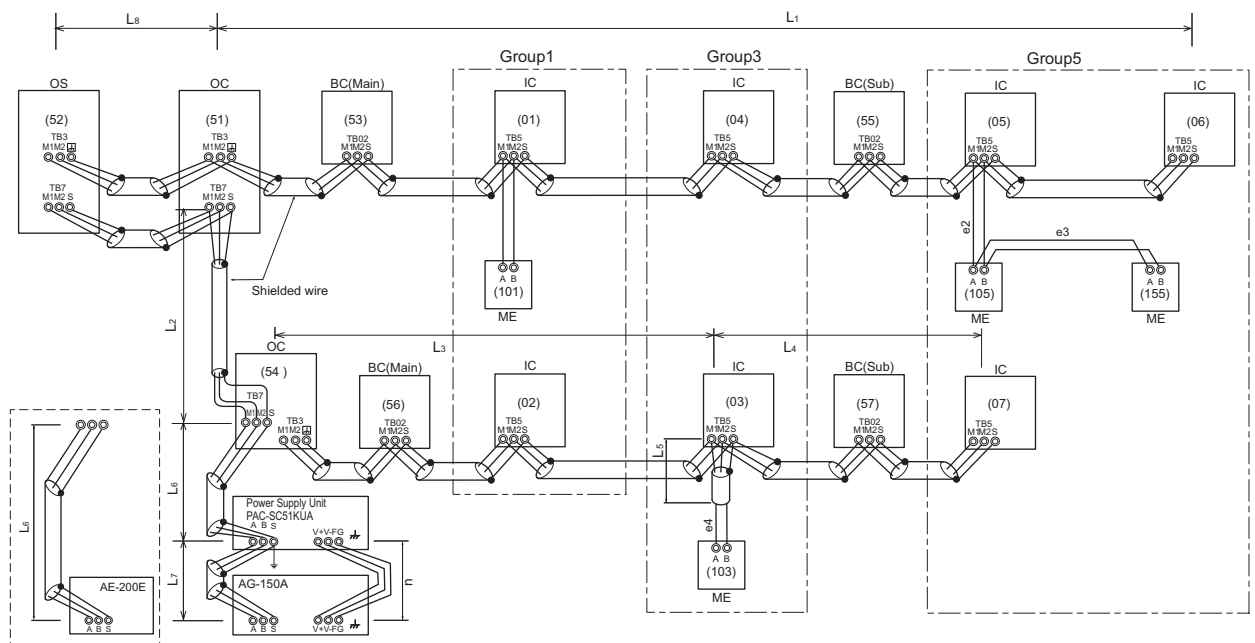 L8
L1
Group1
Group3
Group5
OS
OC
BC(Main)
IC
IC
BC(Sub)
IC
IC
(52)
(51)
(53)
(01)
(04)
(55)
(05)
(06)
TB3
TB3
TB02
TB5
TB5
TB02
TB5
TB5
M1M2
M1M2
M1M2S
M1M2S
M1M2S
M1M2S
M1M2S
M1M2S
TB7
TB7
M1M2 S
M1M2 S
e2
e3
A B
A B
A B
(101)
(105)
(155)
ME
ME
ME
Shielded wire
L2
L3
L4
OC
BC(Main)
IC
IC
BC(Sub)
IC
(54 )
(56)
(02)
(03)
(57)
(07)
TB7
TB02
TB5
TB5
TB02
TB5
M1M2 S
TB3
M1M2
M1M2S
M1M2S
M1M2S
M1M2S
M1M2S
L5
L6
L6
Power Supply Unit
PAC-SC51KUA
A B S
V+V-FG
e4
A B
(103)
ME
L7
n
AE-200E
A B S
AG-150A
A B S
V+V-FG